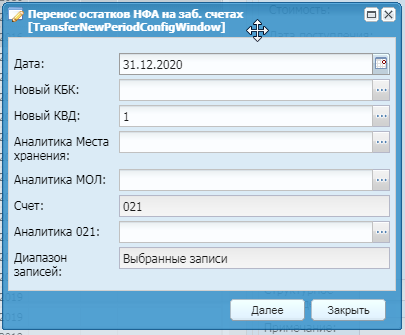 Перенос остатков НФА на заб. счетах
[TransferNewPeriodConfigWindow]
Дата: 31.12.2020
Новый КБК:
Новый КВД: 1
Аналитика Места
хранения:
Аналитика МОЛ:
Счет: 021
Аналитика 021:
Диапазон
записей: Выбранные записи
Далее Закрыть